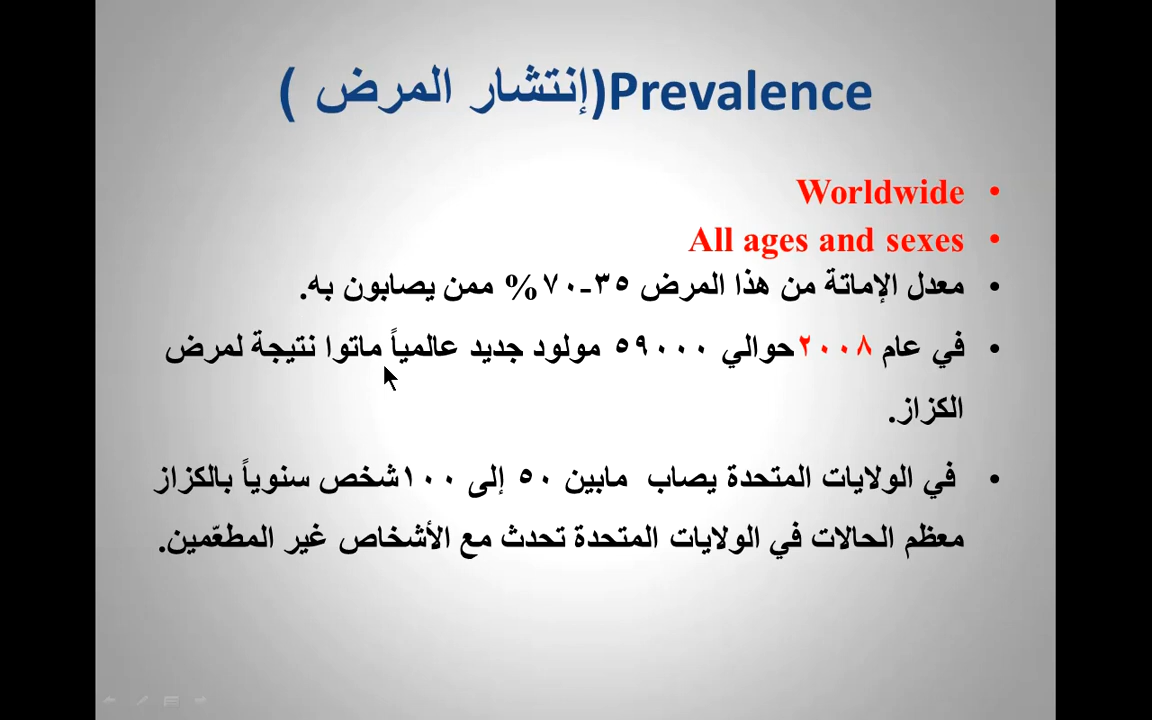 Prevalence(إنتشار المرض )
Worldwide
All ages and sexes
معدل الإماتة من هذا المرض ٣٥-٧٠% ممن يصابون به.
في عام ٢٠٠٨حوالي ٥٩٠٠٠ مولود جديد عالمياً ماتوا نتيجة لمرض
الكزاز.
في الولايات المتحدة يصاب مابين ٥٠ إلى ١٠٠شخص سنوياً بالكزاز
معظم الحالات في الولايات المتحدة تحدث مع الأشخاص غير المطعّمين.